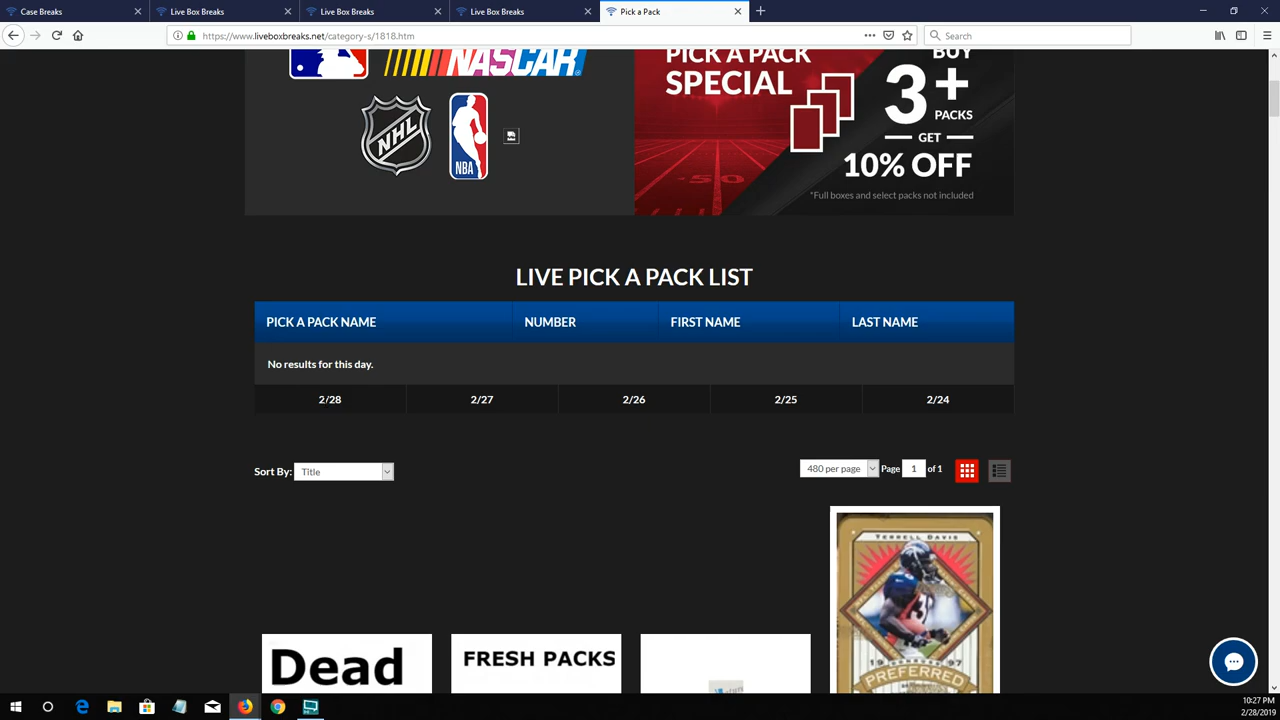 Case Breaks
Live Box Breaks
Live Box Breaks
Live Box Breaks
Pick a Pack
https://www.liveboxbreaks.net/category-s/1818.htm
Search
NASCAR
NHL
NBA
PICK A PACK
SPECIAL
BUY
3+
PACKS
GET
10% OFF
*Full boxes and select packs not included
50
LIVE PICK A PACK LIST
PICK A PACK NAME NUMBER FIRST NAME LAST NAME
No results for this day.
2/28 2/27 2/26 2/25 2/24
Sort By: Title
480 per page Page 1 of 1
TERRELL DAVIS
PREFERRED
Dead
FRESH PACKS
10:27 PM
2/28/2019